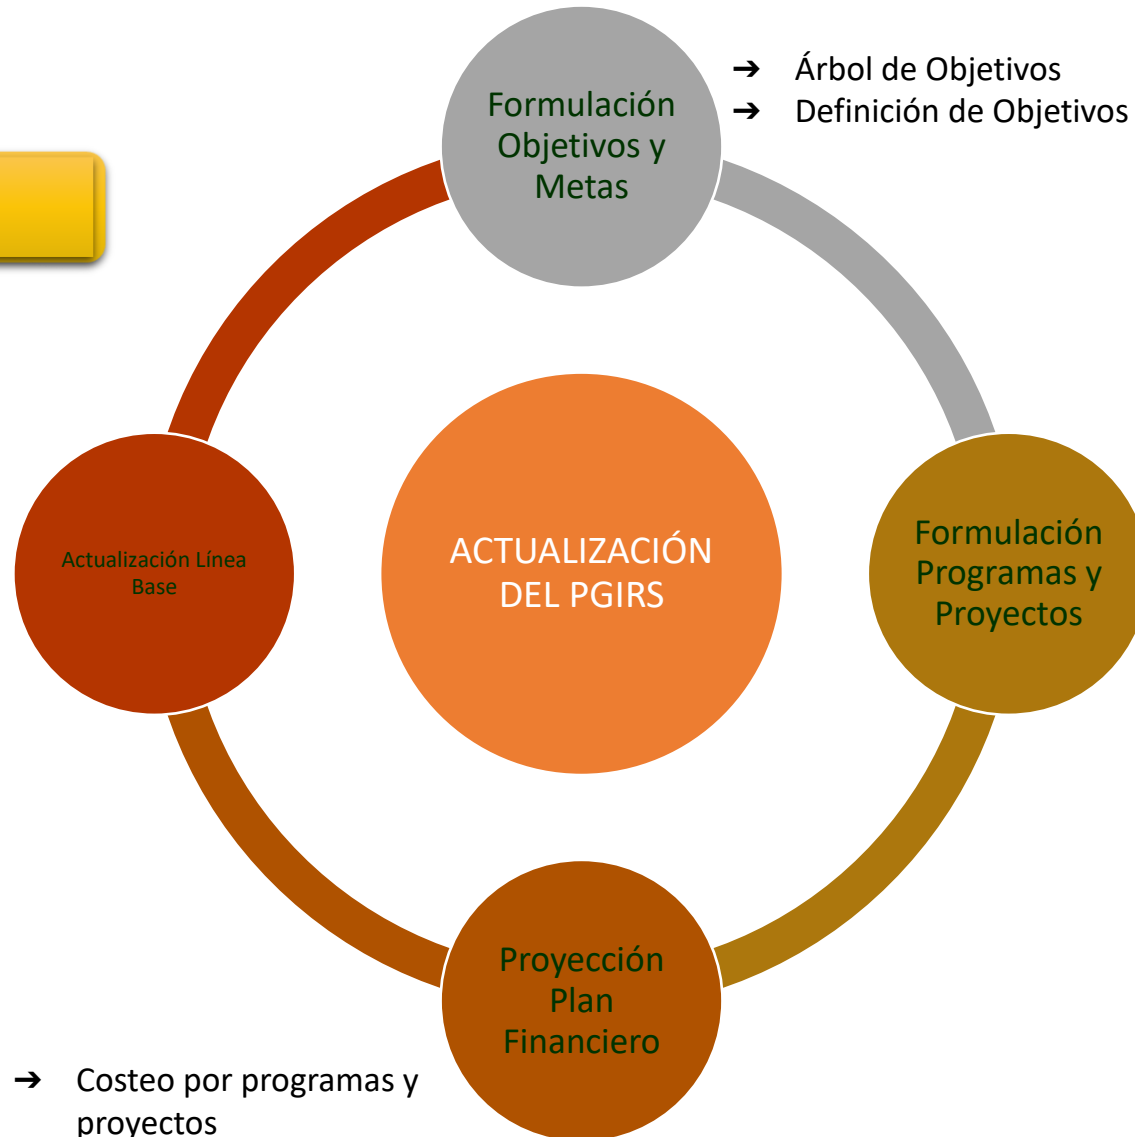 Formulación
Objetivos y
Metas
➔ Árbol de Objetivos
➔ Definición de Objetivos
Actualización Línea
Base
ACTUALIZACIÓN
DEL PGIRS
Formulación
Programas y
Proyectos
Proyección
Plan
Financiero
➔ Costeo por programas y
proyectos